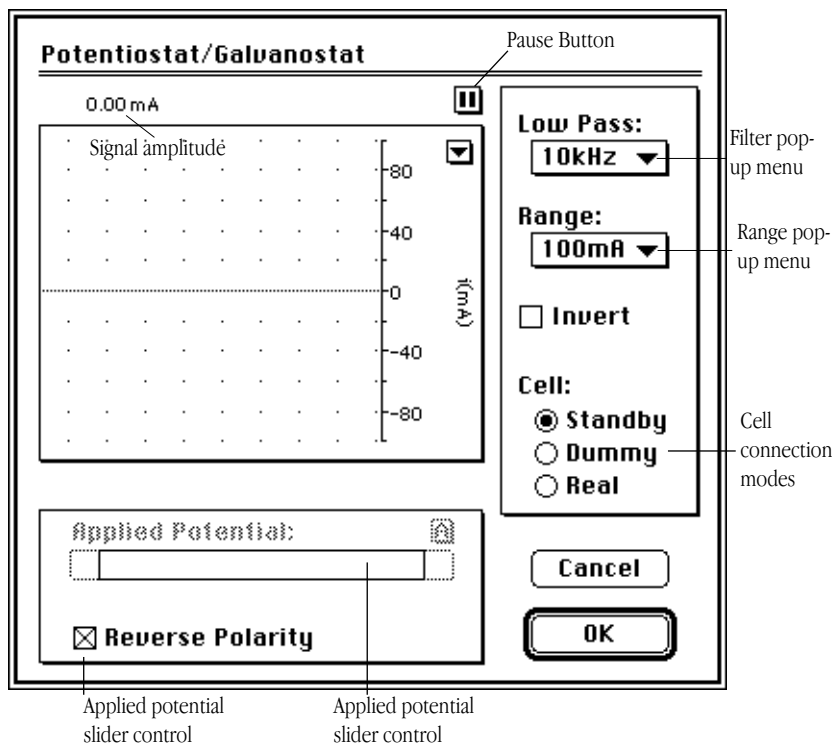 Pause Button
Potentiostat/Galvanostat
0.00 mA
Signal amplitude
80
40
0
-40
-80
i(mA)
Low Pass:
10kHz
Filter pop-
up menu
Range:
100mA
Range pop-
up menu
Invert
Cell:
Standby
Dummy
Real
Cell
connection
modes
Applied Potential:
A
Reverse Polarity
Cancel
OK
Applied potential
slider control
Applied potential
slider control